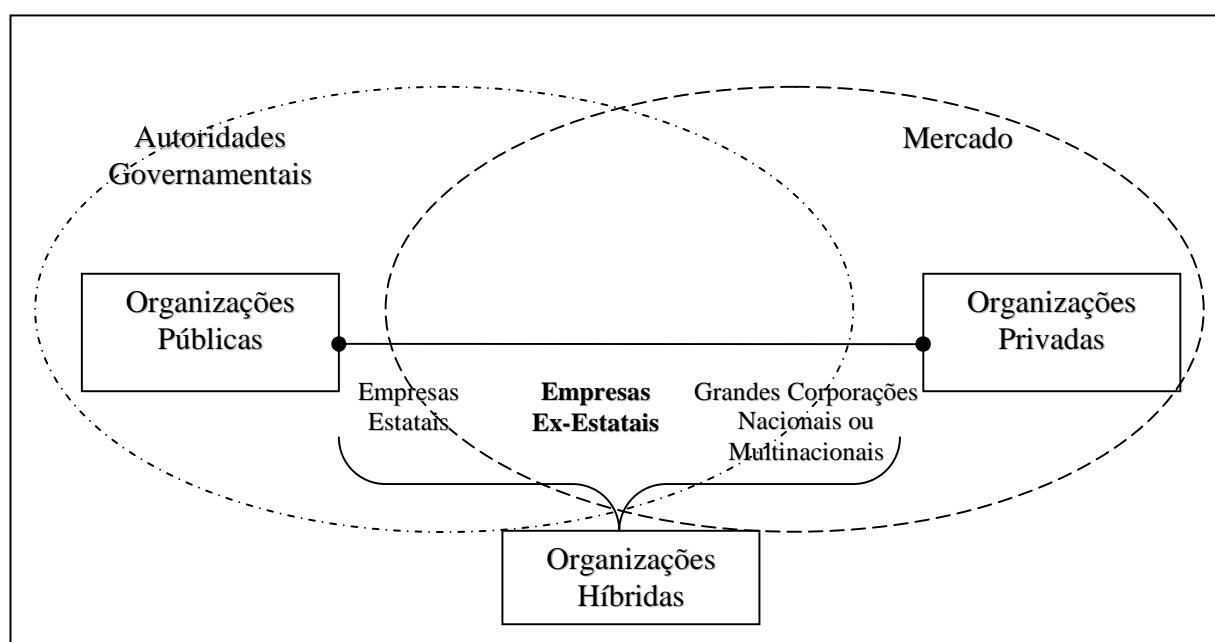 Autoridades
Governamentais
Mercado
Organizações
Públicas
Organizações
Privadas
Empresas
Estatais
Empresas
Ex-Estatais
Grandes Corporações
Nacionais ou
Multinacionais
Organizações
Híbridas